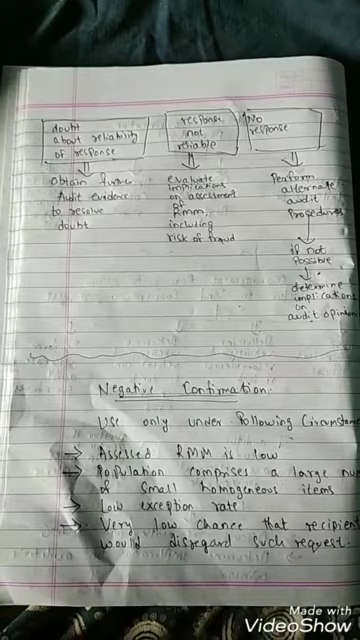 doubt
about reliability
of response
obtain further
Audit evidence
to resolve
doubt
response
not
reliable
evaluate
implications
on assesment
of
RMM,
including
risk of fraud
No
response
Perform
alternate
audit
Procedures
if not
Possible
determine
implications
on
audit opinion
Negative Confirmation
Use only under Following Circumstance
→ Assessed RMM is low
→ Population comprises a large
of small homogeneous items
→ Low exception rate
→ Very low chance that recipient
would disregard such request.
Made with
VideoShow